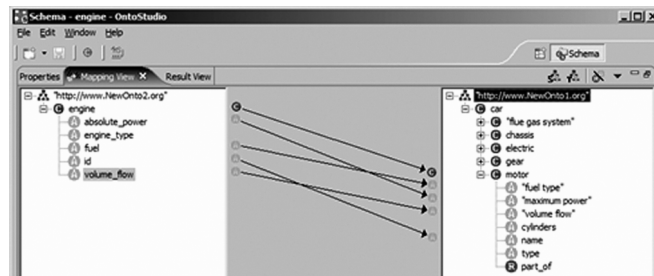 Schema - engine - OntoStudio
File Edit Window Help
Schema
Properties Mapping View Result View
"http://www.NewOnto2.org"
engine
absolute_power
engine_type
fuel
id
volume_flow
"http://www.NewOnto1.org"
car
"flue gas system"
chassis
electric
gear
motor
"fuel type"
"maximum power"
"volume flow"
cylinders
name
type
part_of